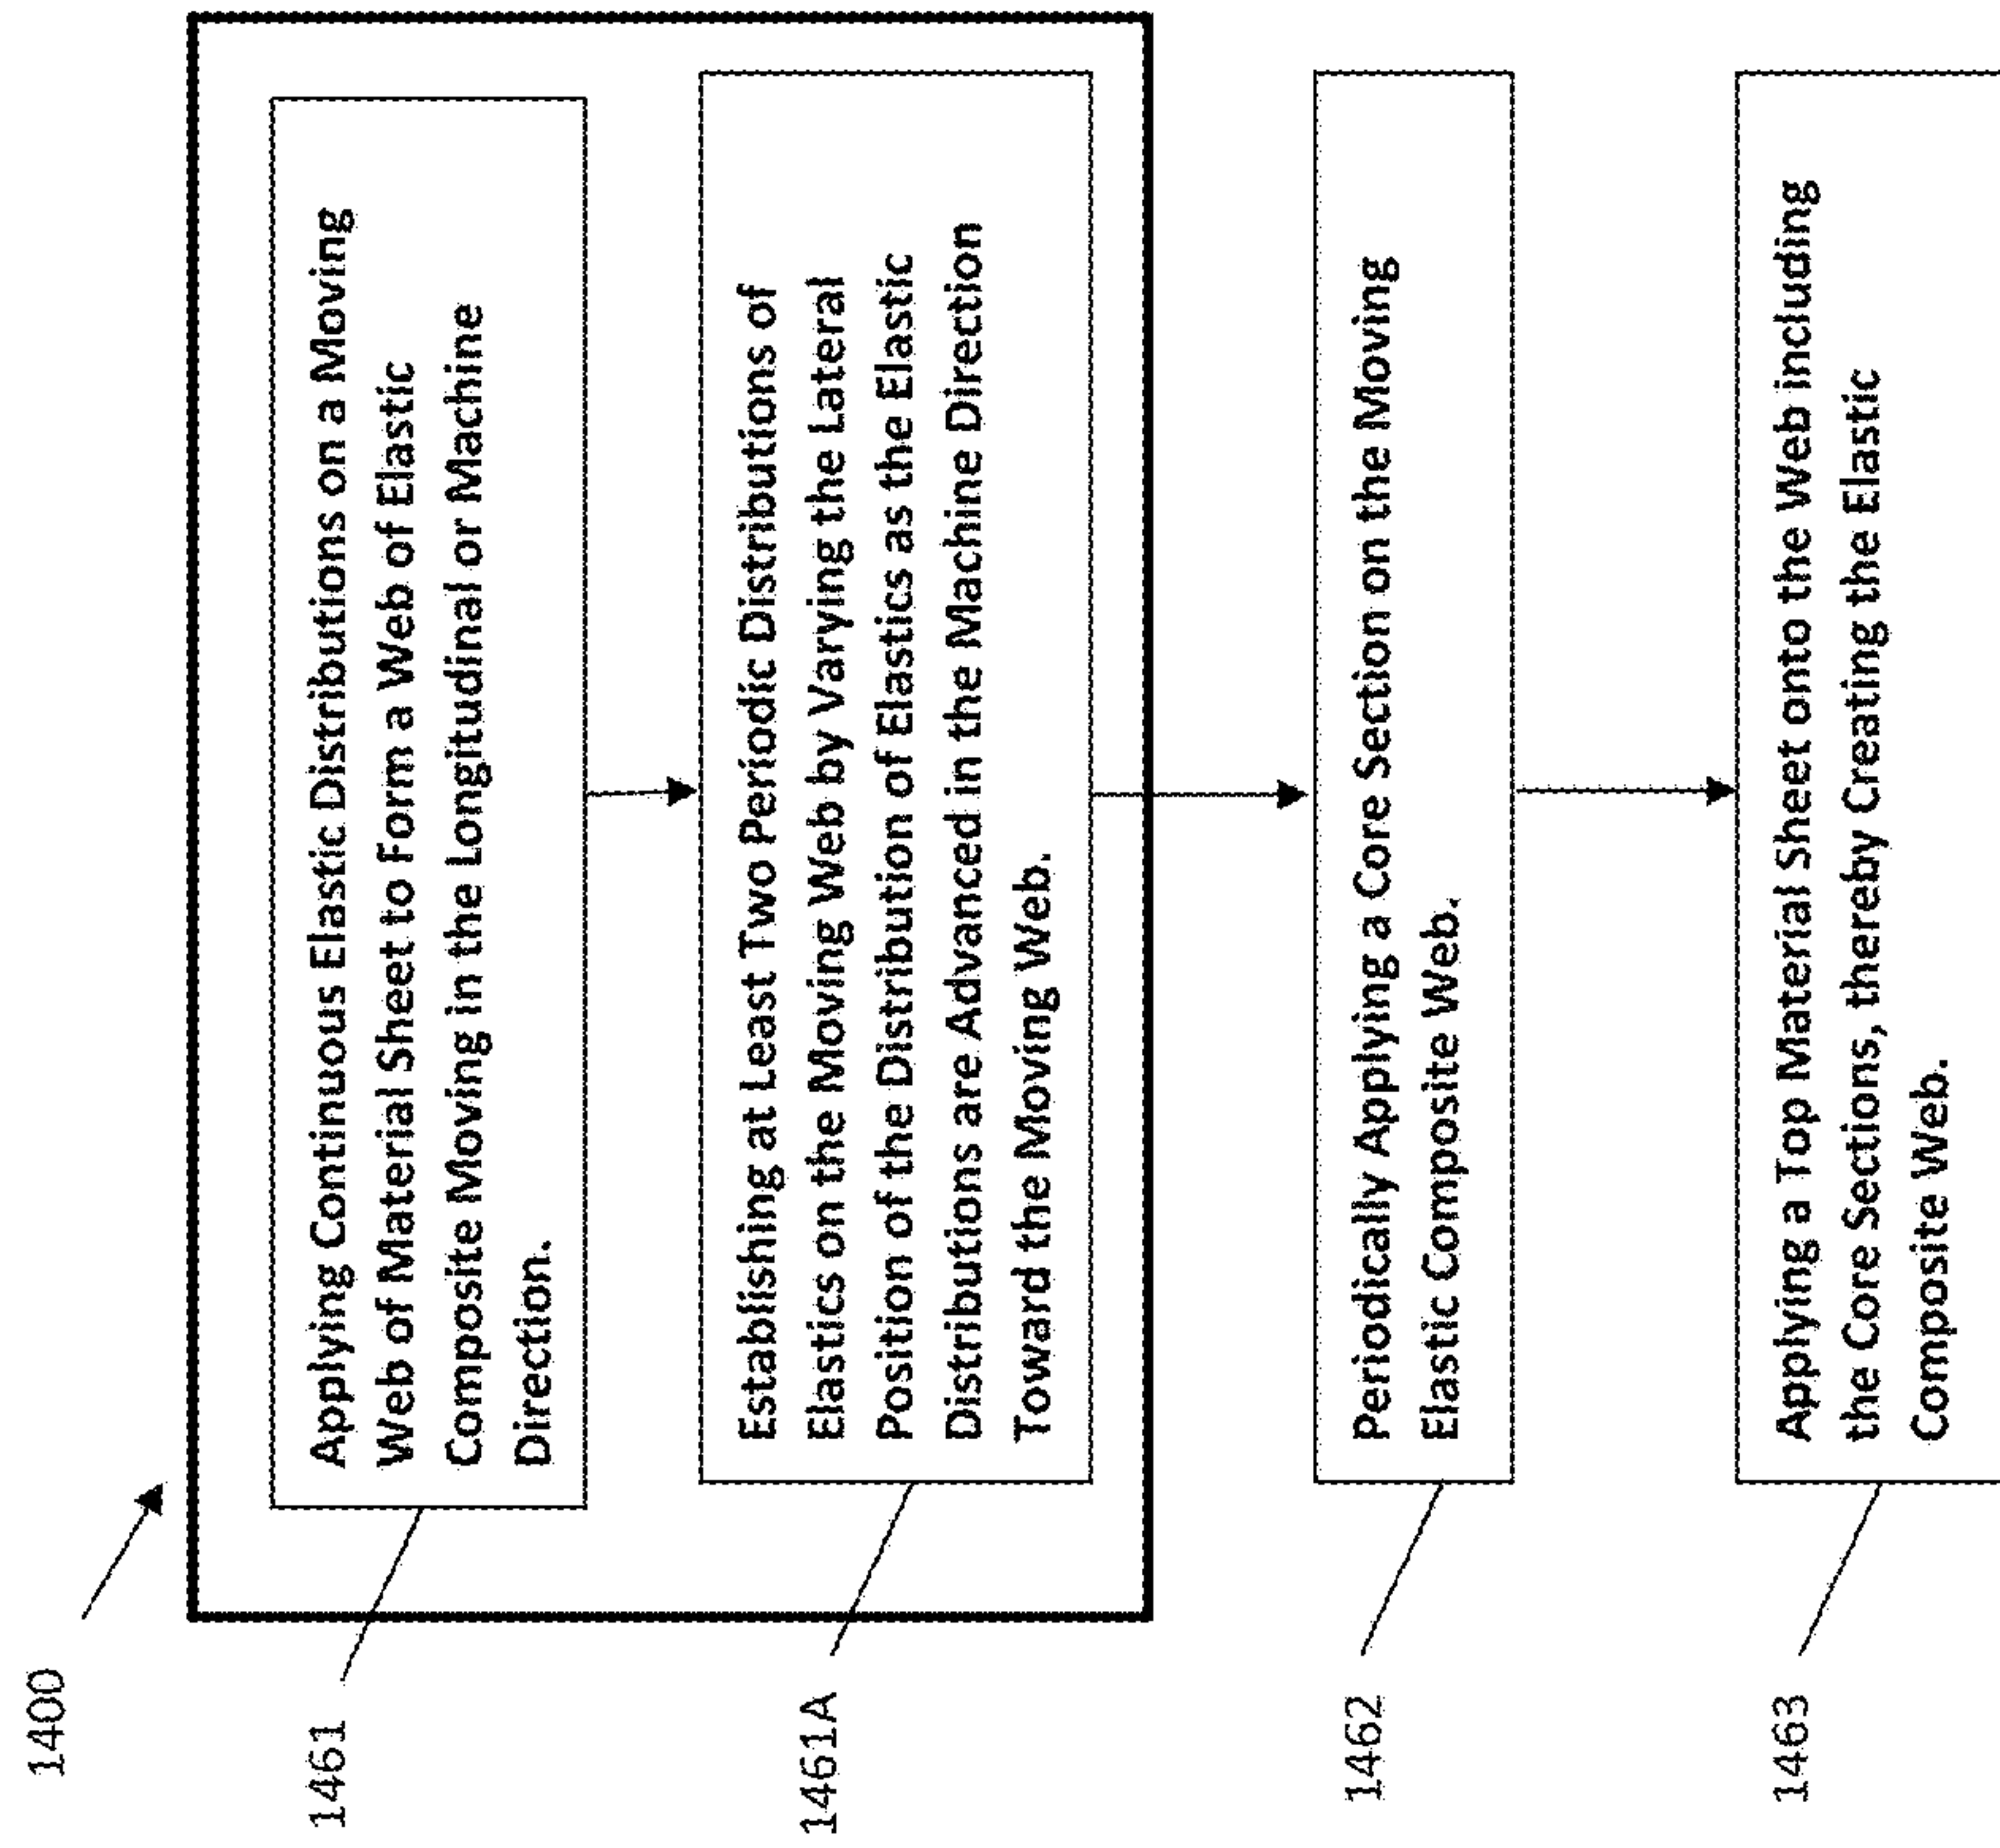 1400
1461
Applying Continuous Elastic Distributions on a Moving
Web of Material Sheet to Form a Web of Elastic
Composite Moving in the Longitudinal or Machine
Direction.
1461A
Establishing at Least Two Periodic Distributions of
Elastics on the Moving Web by Varying the Lateral
Position of the Distribution of Elastics as the Elastic
Distributions are Advanced in the Machine Direction
Toward the Moving Web.
1462
Periodically Applying a Core Section on the Moving
Elastic Composite Web.
1463
Applying a Top Material Sheet onto the Web including
the Core Sections, thereby Creating the Elastic
Composite Web.